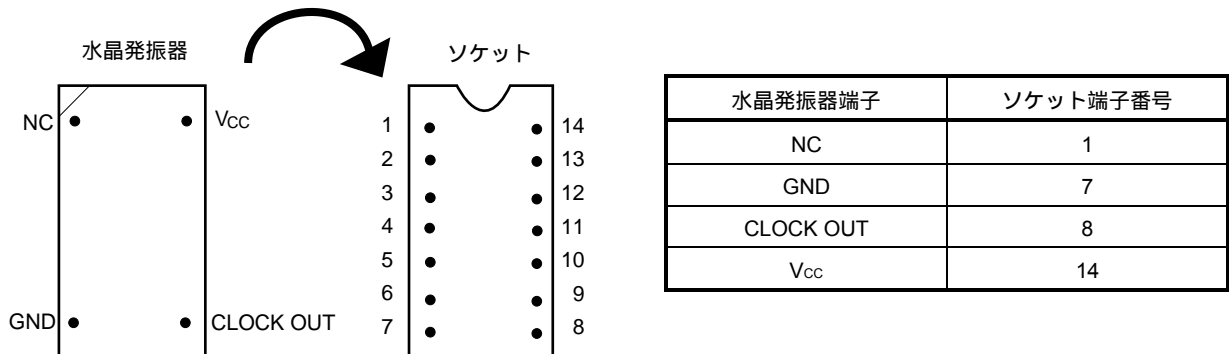 水晶発振器
NC
VCC
GND
CLOCK OUT
ソケット
1 14
2 13
3 12
4 11
5 10
6 9
7 8
水晶発振器端子 ソケット端子番号
NC 1
GND 7
CLOCK OUT 8
VCC 14